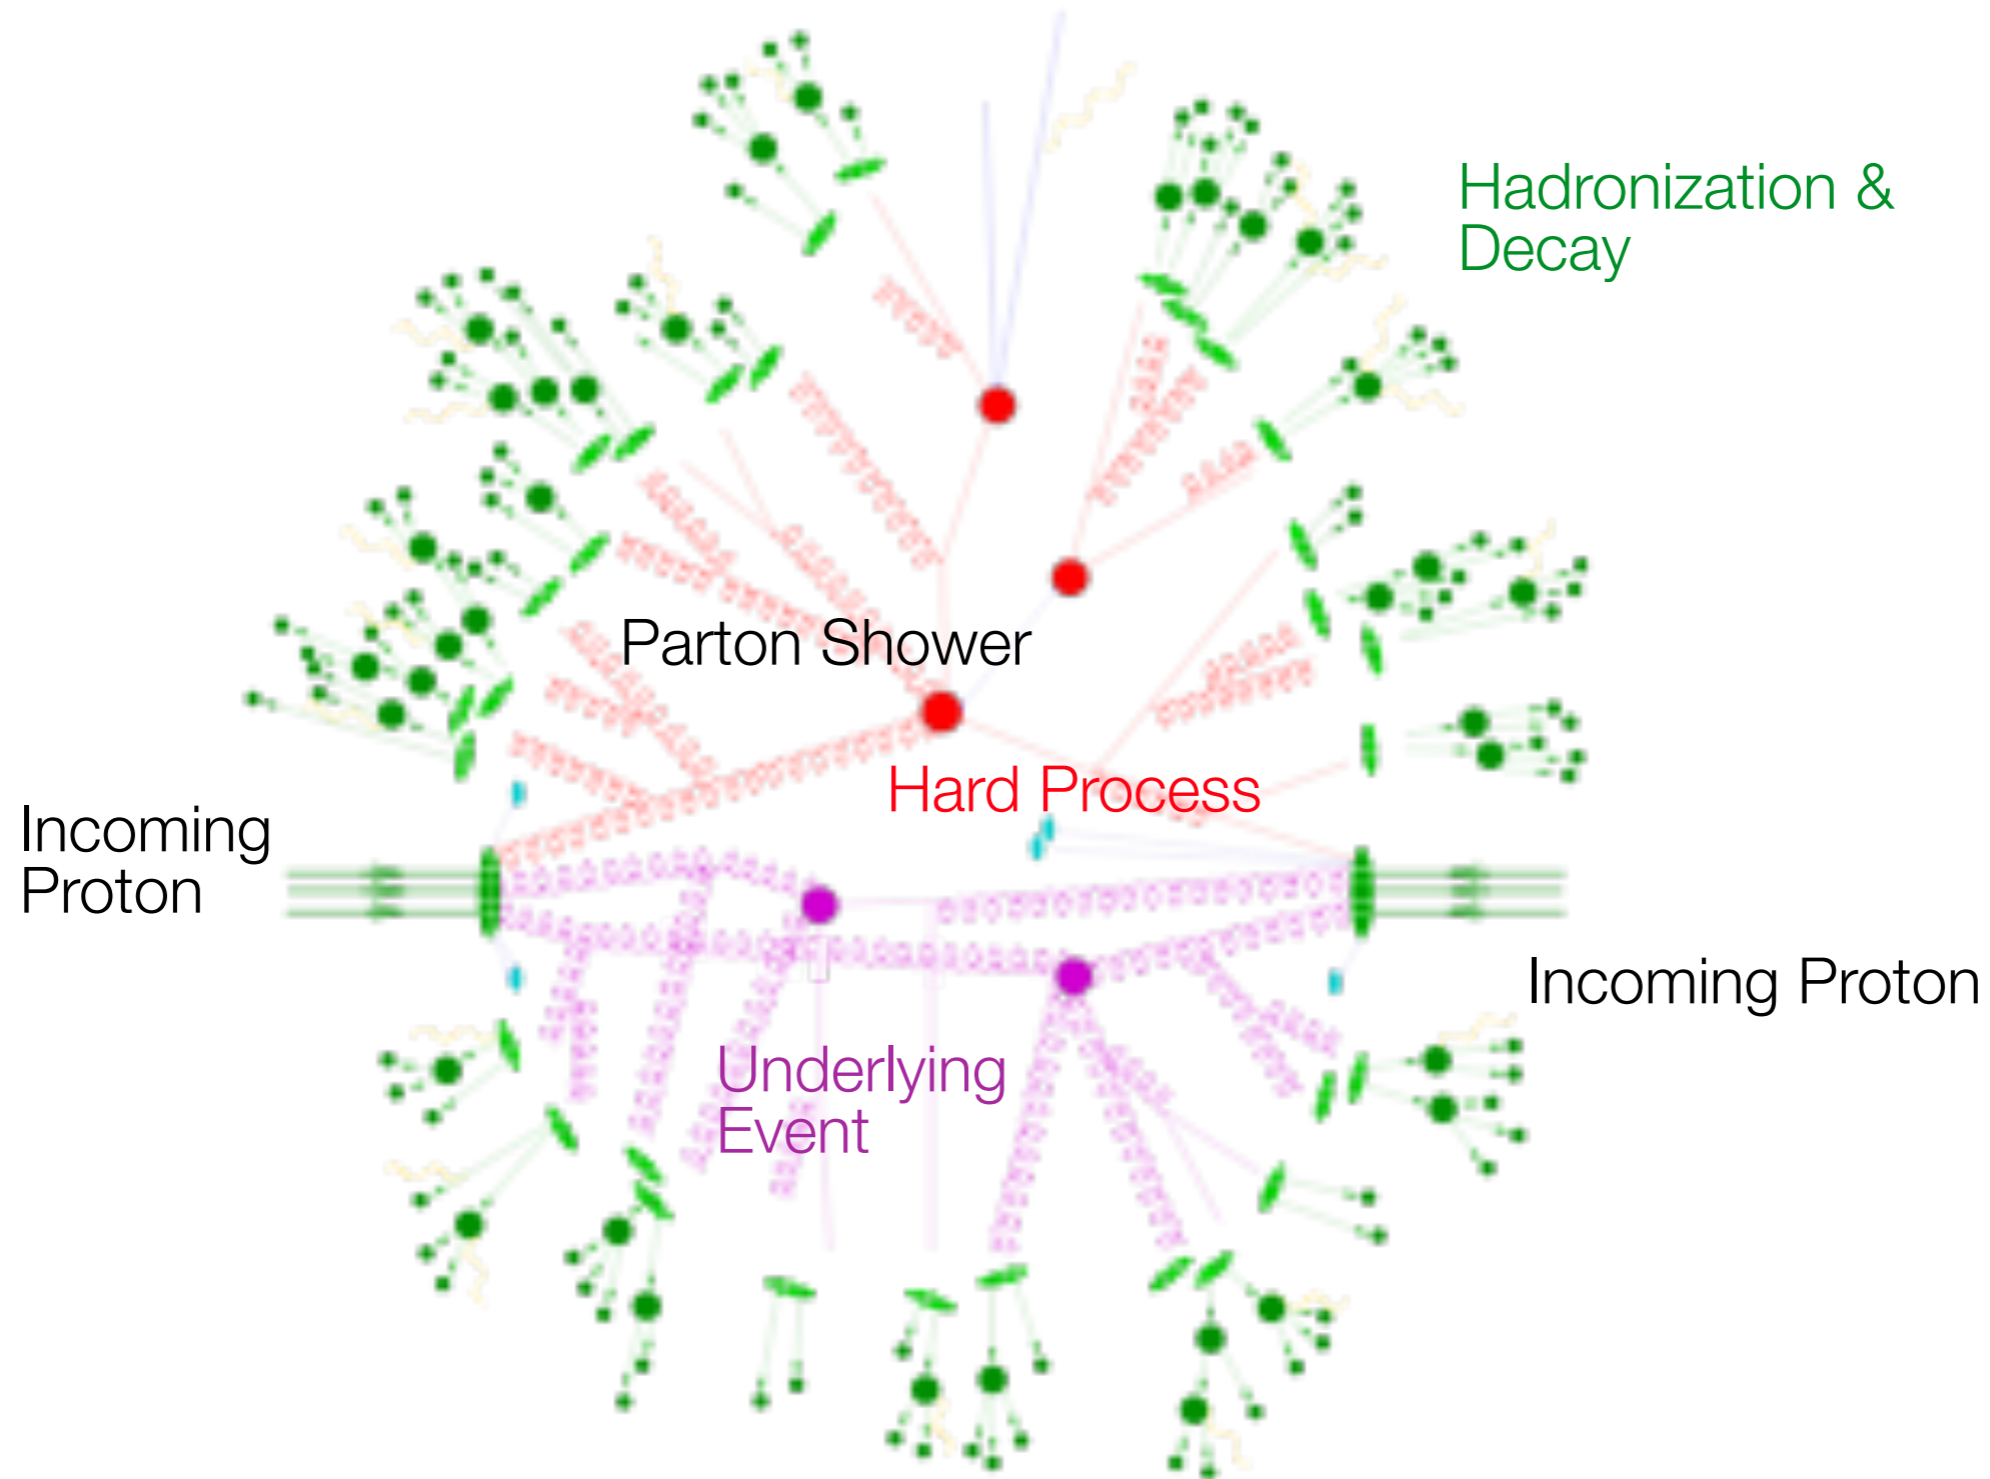 Hadronization &
Decay
Parton Shower
Hard Process
Incoming
Proton
Incoming Proton
Underlying
Event